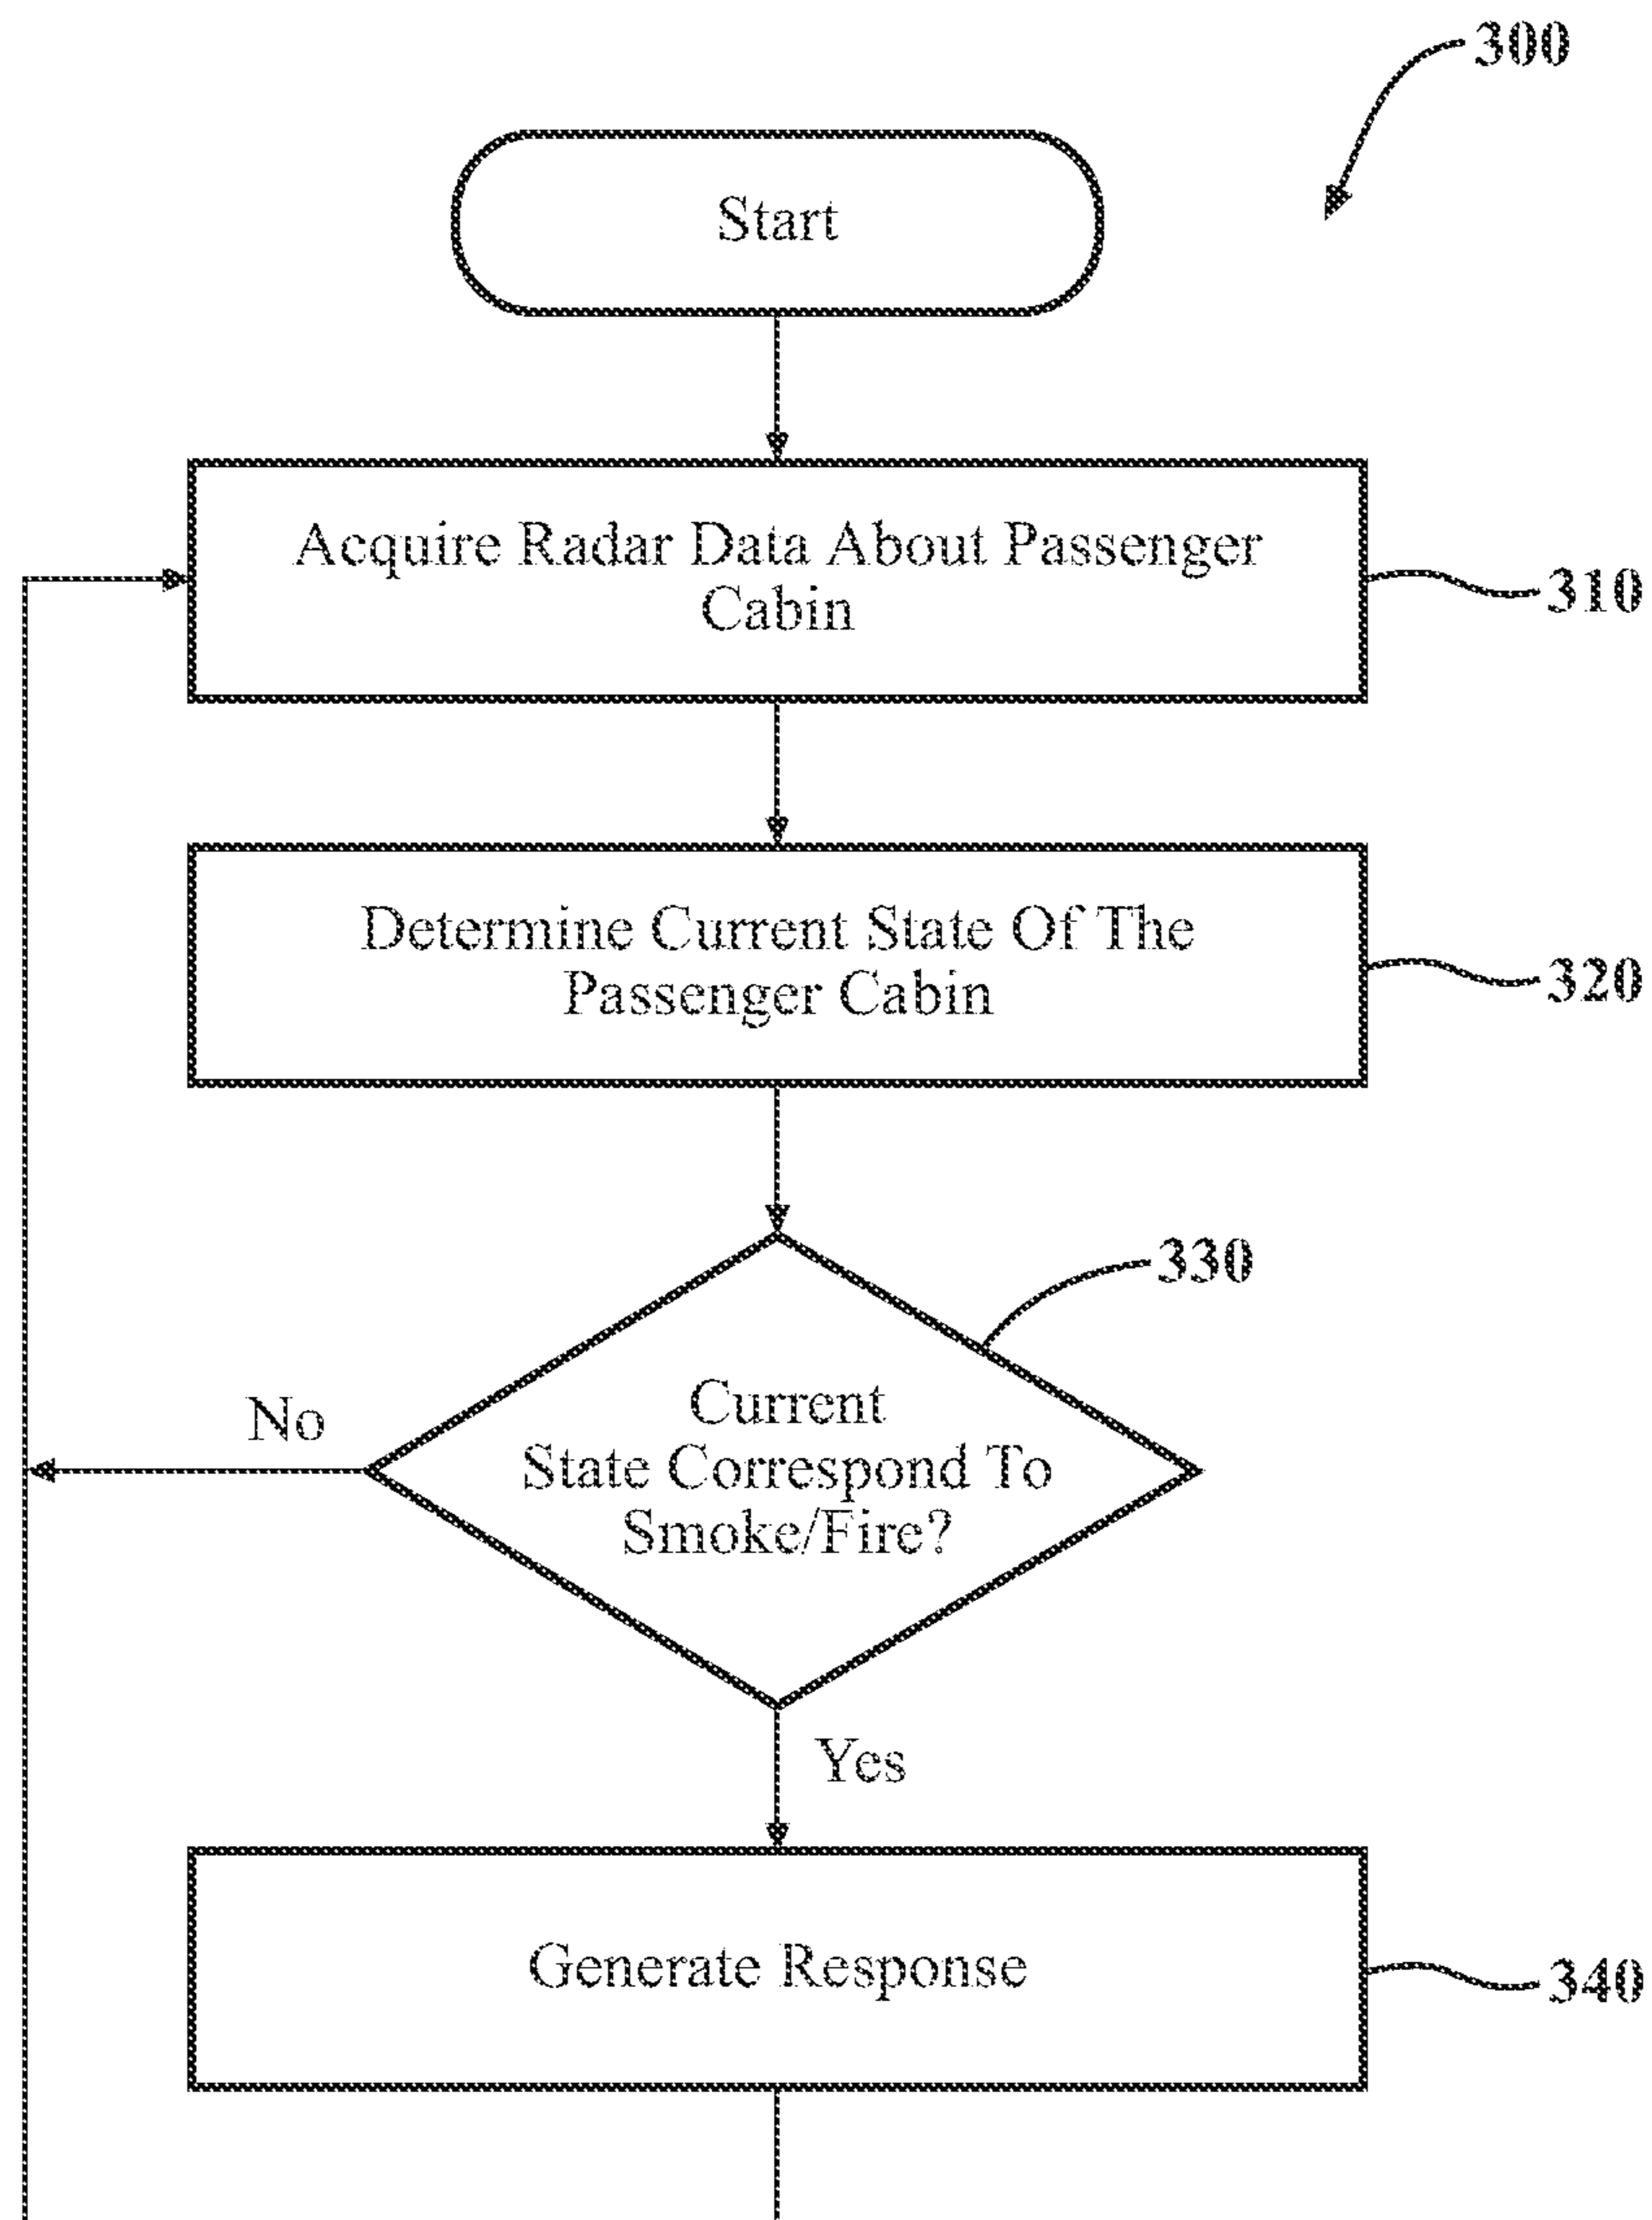 300
Start
Acquire Radar Data About Passenger
Cabin
310
Determine Current State Of The
Passenger Cabin
320
330
Current
State Correspond To
Smoke/Fire?
No
Yes
Generate Response
340